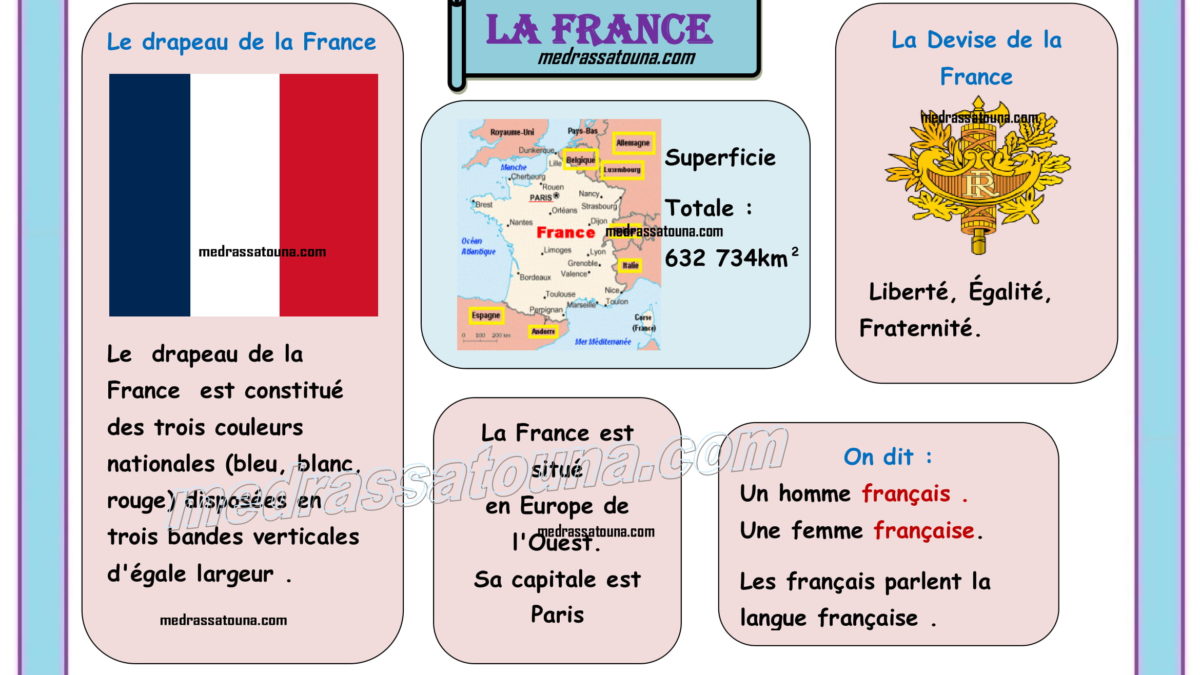 LA FRANCE
medrassatouna.com
Le drapeau de la France
medrassatouna.com
Le drapeau de la
France est constitué
des trois couleurs
nationales (bleu, blanc,
rouge) disposées en
trois bandes verticales
d'égale largeur .
medrassatouna.com
Royaume-Uni
Pays-Bas
Allemagne
Dunkerque
Lille
Belgique
Luxembourg
Manche
Cherbourg
Rouen
PARIS
Nancy
Strasbourg
Brest
Orléans
Nantes
Dijon
France
medrassatouna.com
Océan
Atlantique
Limoges
Lyon
Grenoble
Italie
Valence
Bordeaux
Toulouse
Nice
Marseille
Toulon
Perpignan
Espagne
Andorre
Corse
(France)
0 100 200 km
Mer Méditerranée
Superficie
Totale :
632 734km²
La Devise de la
France
medrassatouna.com
RF
Liberté, Égalité,
Fraternité.
La France est
situé
en Europe de
l'Ouest.
medrassatouna.com
Sa capitale est
Paris
On dit :
Un homme français .
Une femme française.
Les français parlent la
langue française .
medrassatouna.com